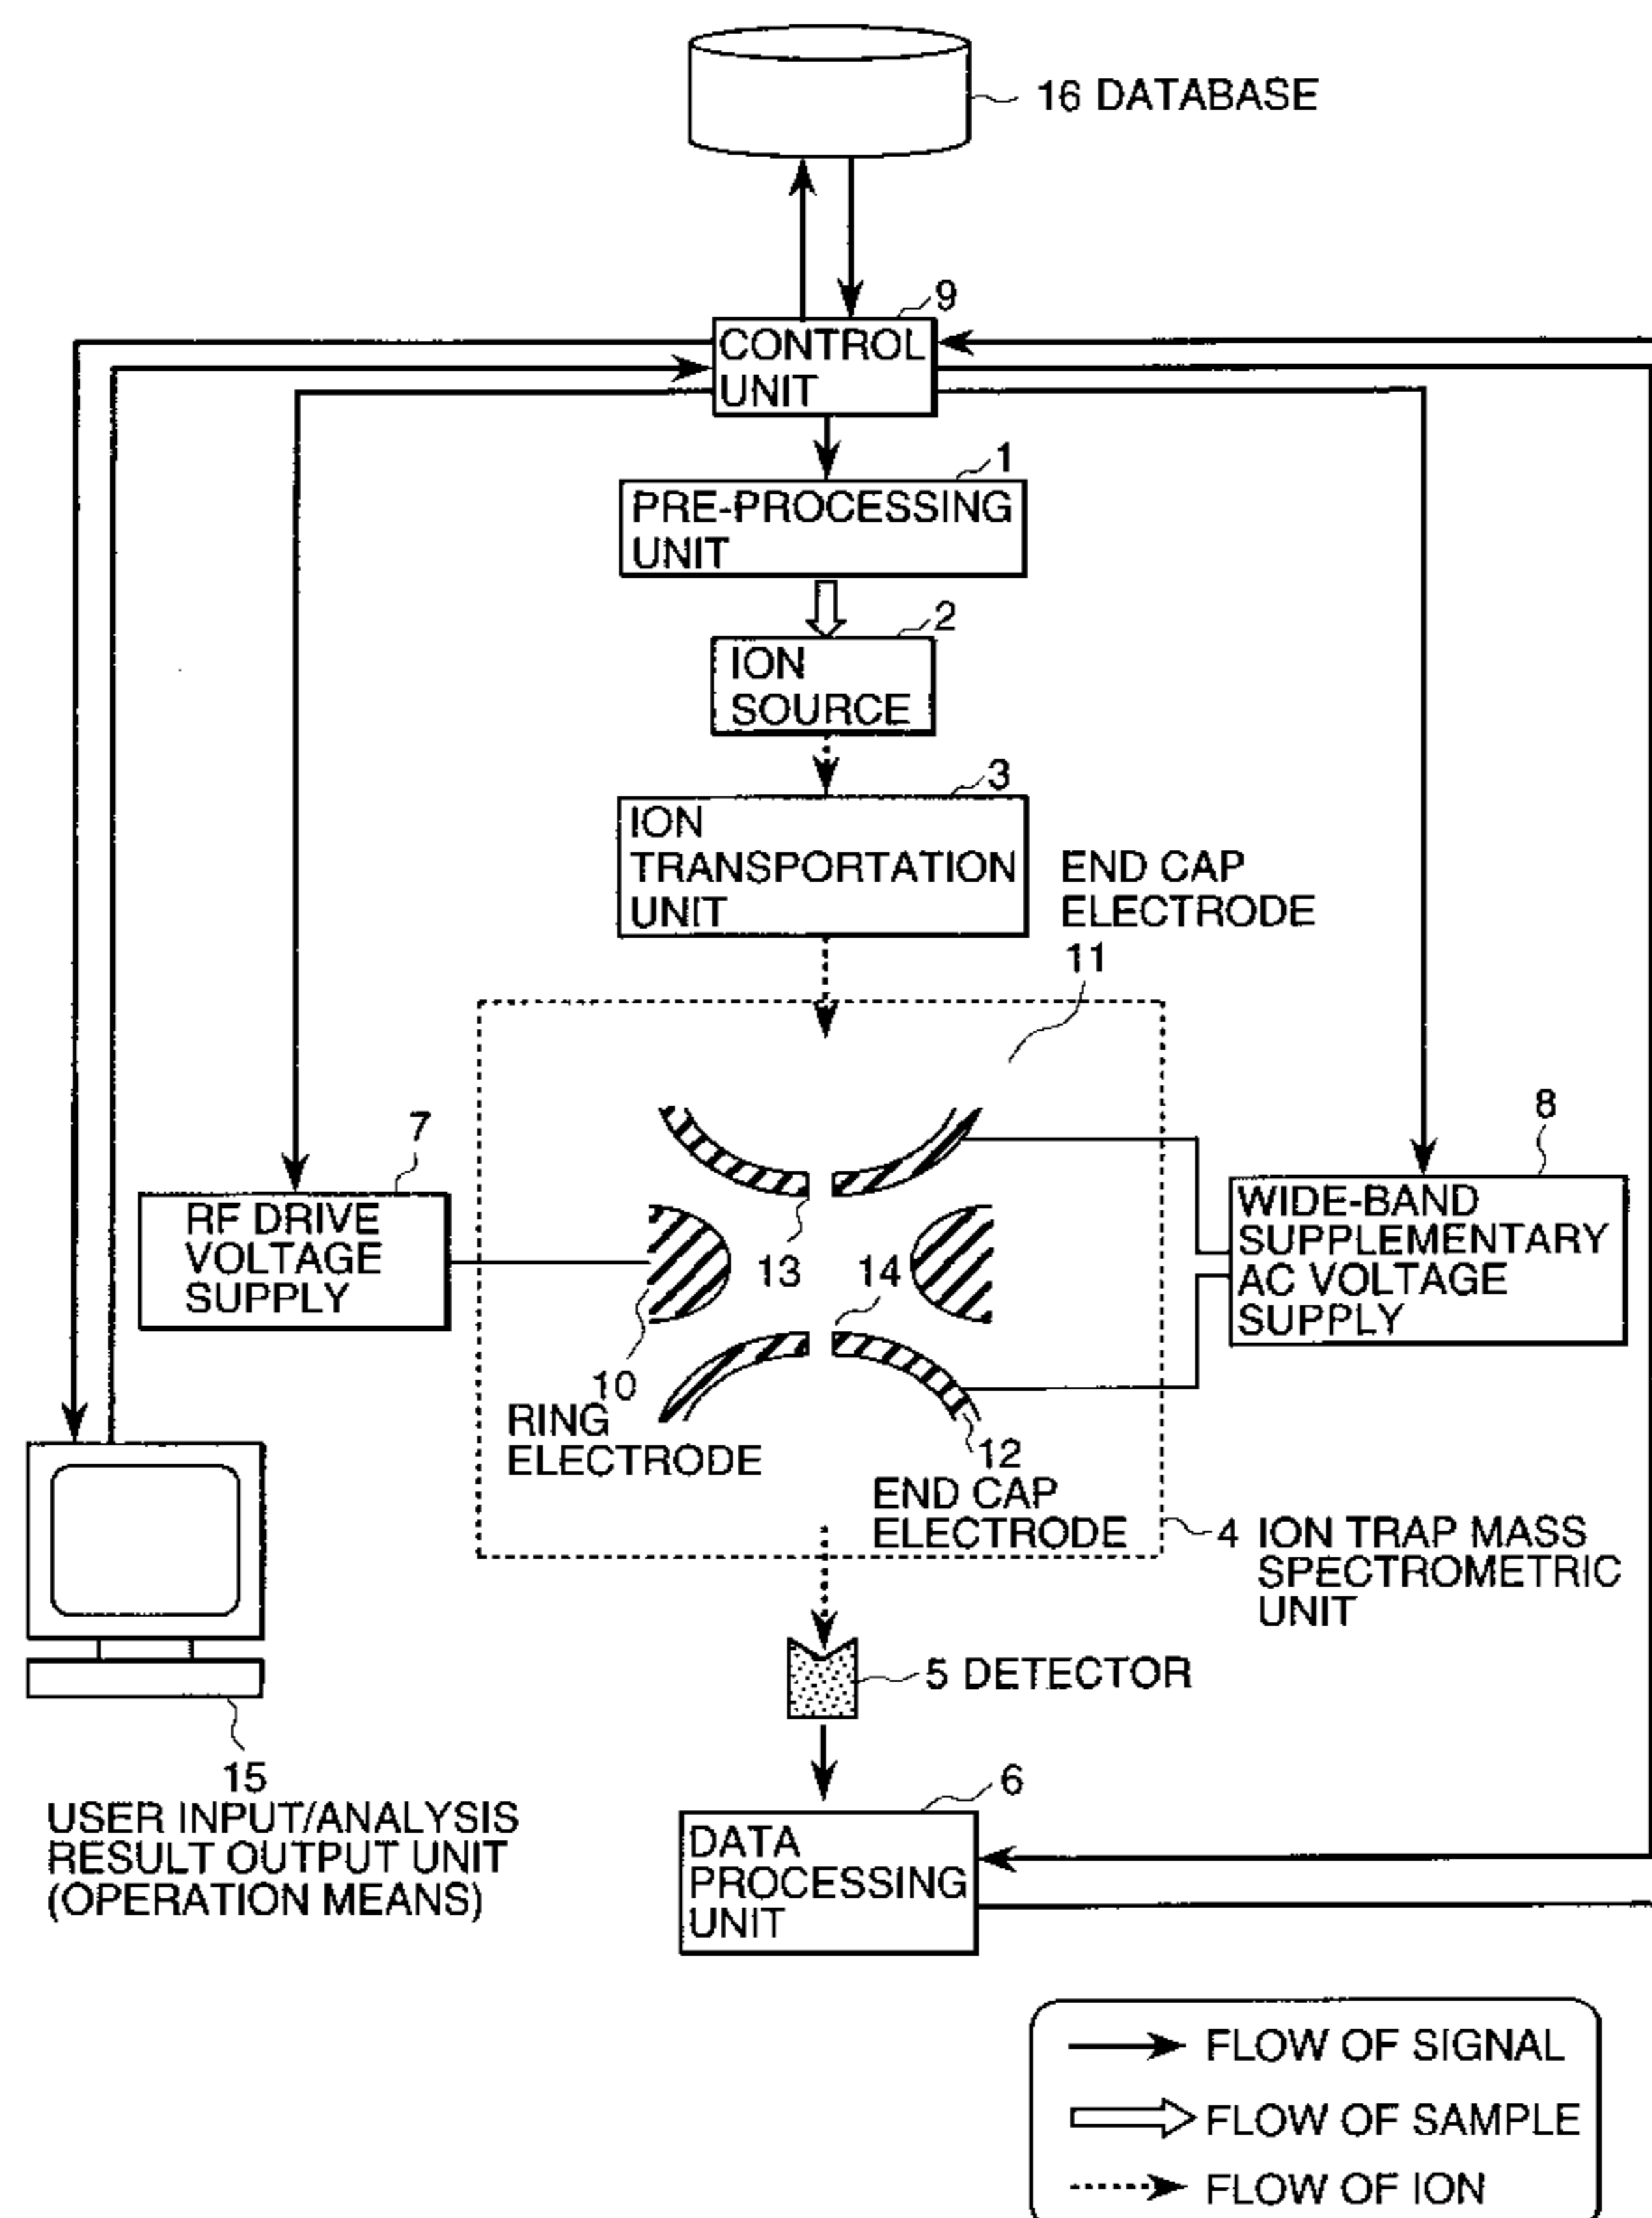 16 DATABASE
9
CONTROL
UNIT
1
PRE-PROCESSING
UNIT
2
ION
SOURCE
3
ION
TRANSPORTATION
UNIT
END CAP
ELECTRODE
11
7
RF DRIVE
VOLTAGE
SUPPLY
8
WIDE-BAND
SUPPLEMENTARY
AC VOLTAGE
SUPPLY
13
14
10
RING
ELECTRODE
12
END CAP
ELECTRODE
4 ION TRAP MASS
SPECTROMETRIC
UNIT
5 DETECTOR
15
USER INPUT/ANALYSIS
RESULT OUTPUT UNIT
(OPERATION MEANS)
6
DATA
PROCESSING
UNIT
FLOW OF SIGNAL
FLOW OF SAMPLE
FLOW OF ION